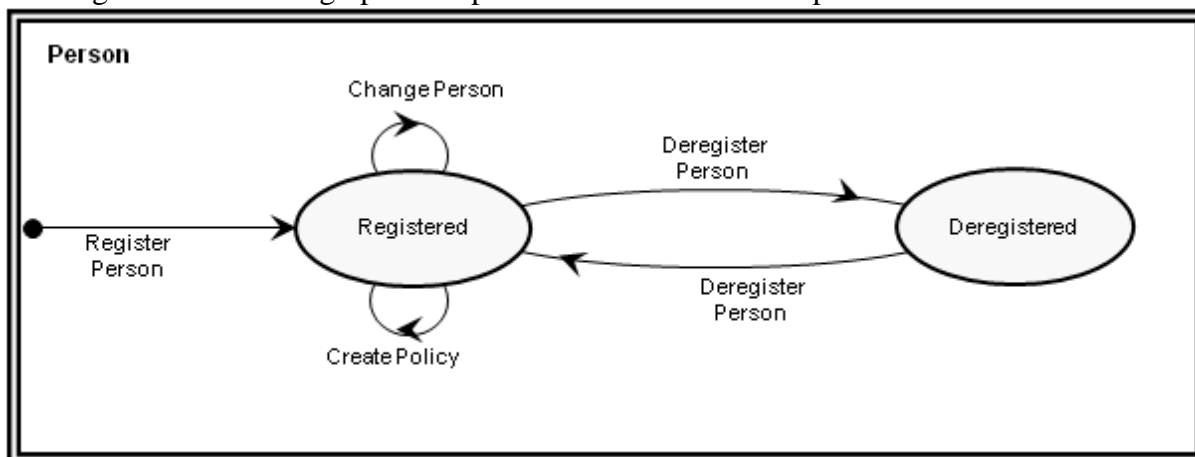 Person
Change Person
Deregister
Person
Registered
Deregistered
Register
Person
Deregister
Person
Create Policy